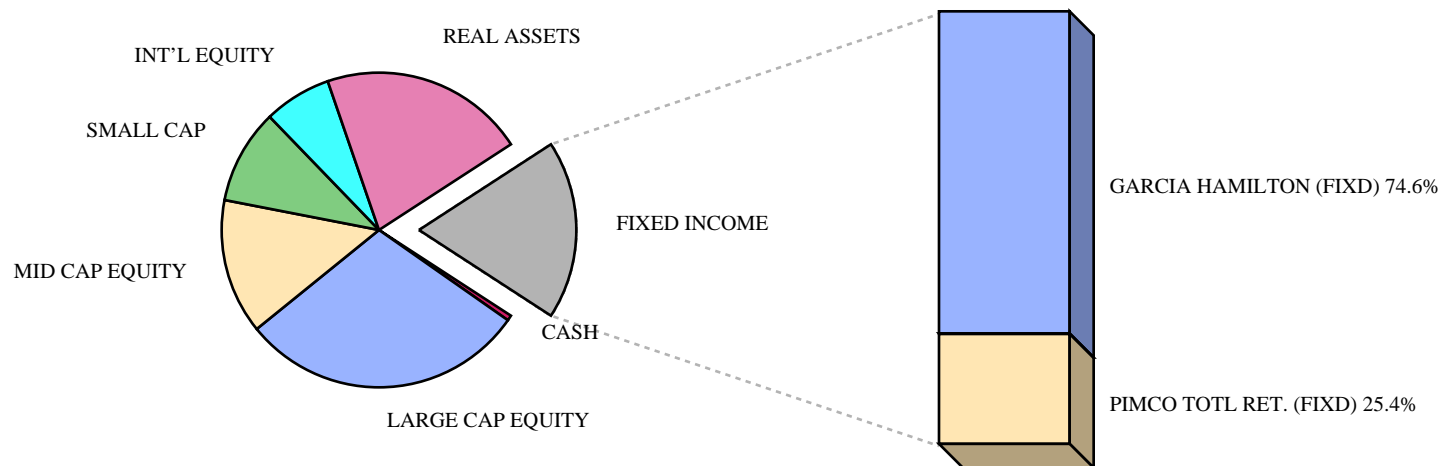 REAL ASSETS
INT'L EQUITY
SMALL CAP
GARCIA HAMILTON (FIXD) 74.6%
FIXED INCOME
MID CAP EQUITY
CASH
PIMCO TOTL RET. (FIXD) 25.4%
LARGE CAP EQUITY